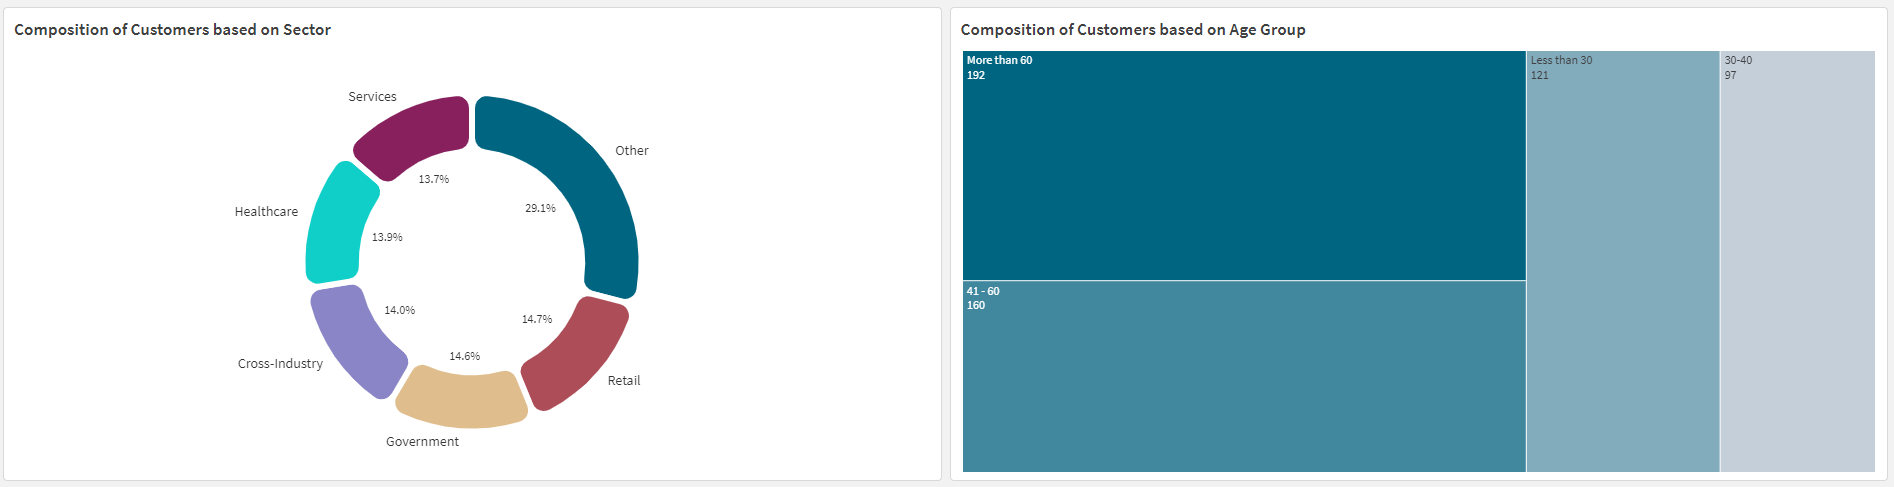 Composition of Customers based on Sector
Services
Other
Healthcare
13.7%
29.1%
13.9%
14.0%
14.7%
14.6%
Cross-Industry
Retail
Government
Composition of Customers based on Age Group
More than 60
192
41 - 60
160
Less than 30
121
30-40
97